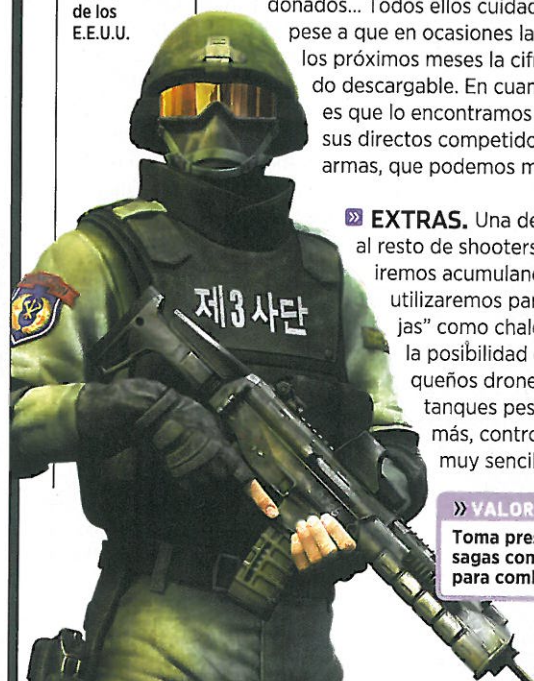 de los
E.E.U.U.
donados... Todos ellos cuidad
pese a que en ocasiones la
los próximos meses la cifr
do descargable. En cuan
es que lo encontramos
sus directos competido
armas, que podemos m
» EXTRAS. Una de
al resto de shooters
iremos acumuland
utilizaremos par
jas” como chale
la posibilidad
queños drone
tanques pes
más, contro
muy sencil
» VALOR
Toma pres
sagas con
para comb
제3사단